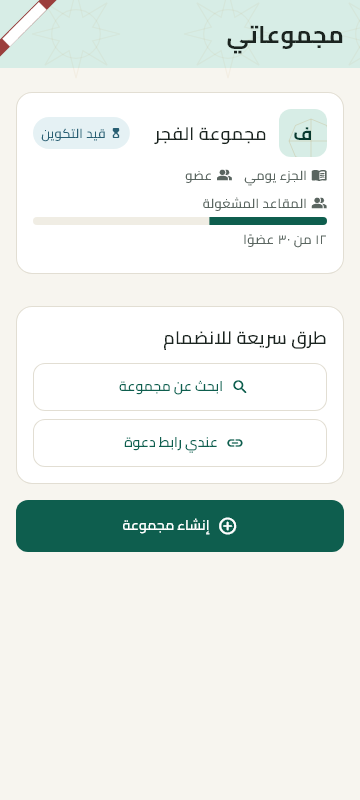 مجموعاتي
ف
مجموعة الفجر
قيد التكوين
الجزء يومي
عضو
المقاعد المشغولة
١٢ من ٣٠ عضوًا
طرق سريعة للانضمام
ابحث عن مجموعة
عندي رابط دعوة
إنشاء مجموعة